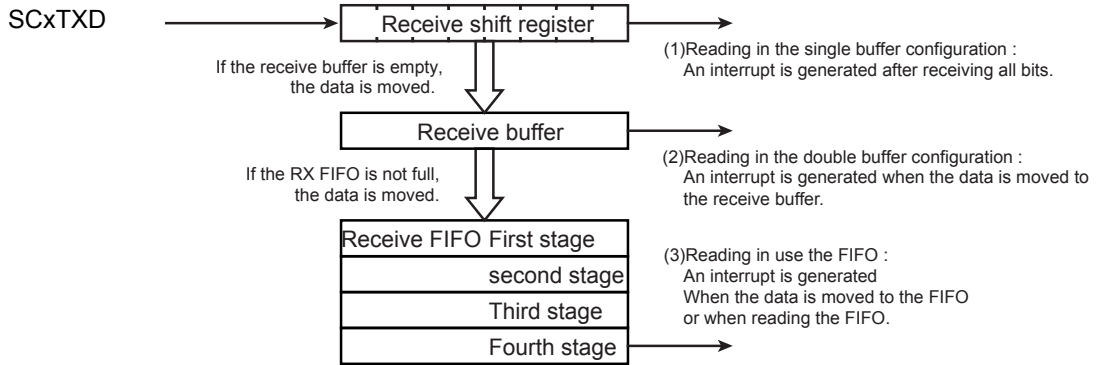 SCxTXD
Receive shift register
(1)Reading in the single buffer configuration :
An interrupt is generated after receiving all bits.
If the receive buffer is empty,
the data is moved.
Receive buffer
(2)Reading in the double buffer configuration :
An interrupt is generated when the data is moved to
the receive buffer.
If the RX FIFO is not full,
the data is moved.
Receive FIFO First stage
second stage
Third stage
Fourth stage
(3)Reading in use the FIFO :
An interrupt is generated
When the data is moved to the FIFO
or when reading the FIFO.